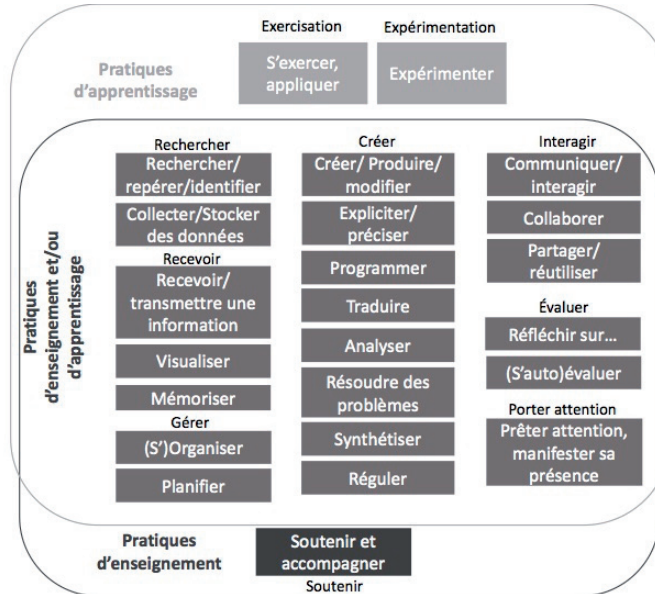 Exercisation
Expérimentation
Pratiques
d'apprentissage
S'exercer,
appliquer
Expérimenter
Pratiques
d'enseignement et/ou
d'apprentissage
Rechercher
Rechercher/
repérer/identifier
Collecter/Stocker
des données
Recevoir
Recevoir/
transmettre une
information
Visualiser
Mémoriser
Gérer
(S')Organiser
Planifier
Créer
Créer/ Produire/
modifier
Expliciter/
préciser
Programmer
Traduire
Analyser
Résoudre des
problèmes
Synthétiser
Réguler
Interagir
Communiquer/
interagir
Collaborer
Partager/
réutiliser
Évaluer
Réfléchir sur...
(S'auto)évaluer
Porter attention
Prêter attention,
manifester sa
présence
Pratiques
d'enseignement
Soutenir et
accompagner
Soutenir